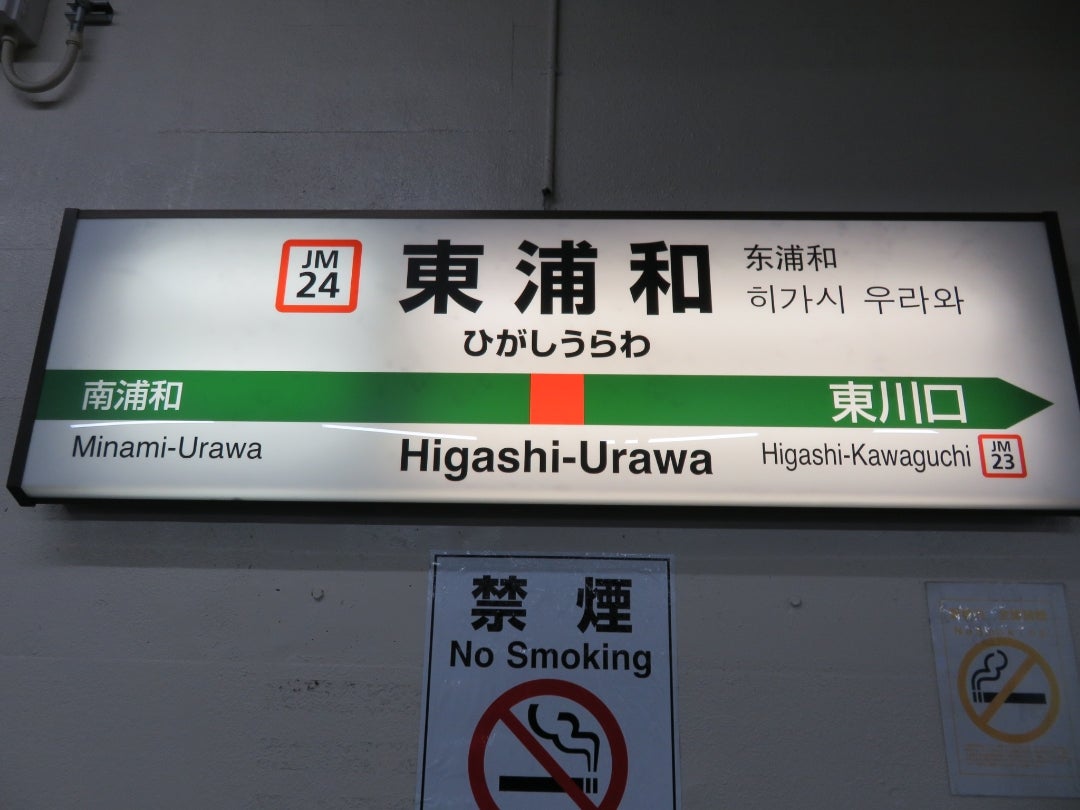 JM
24
東浦和
东浦和
히가시 우라와
ひがしうらわ
南浦和
東川口
Minami-Urawa
Higashi-Urawa
Higashi-Kawaguchi
JM
23
禁煙
No Smoking